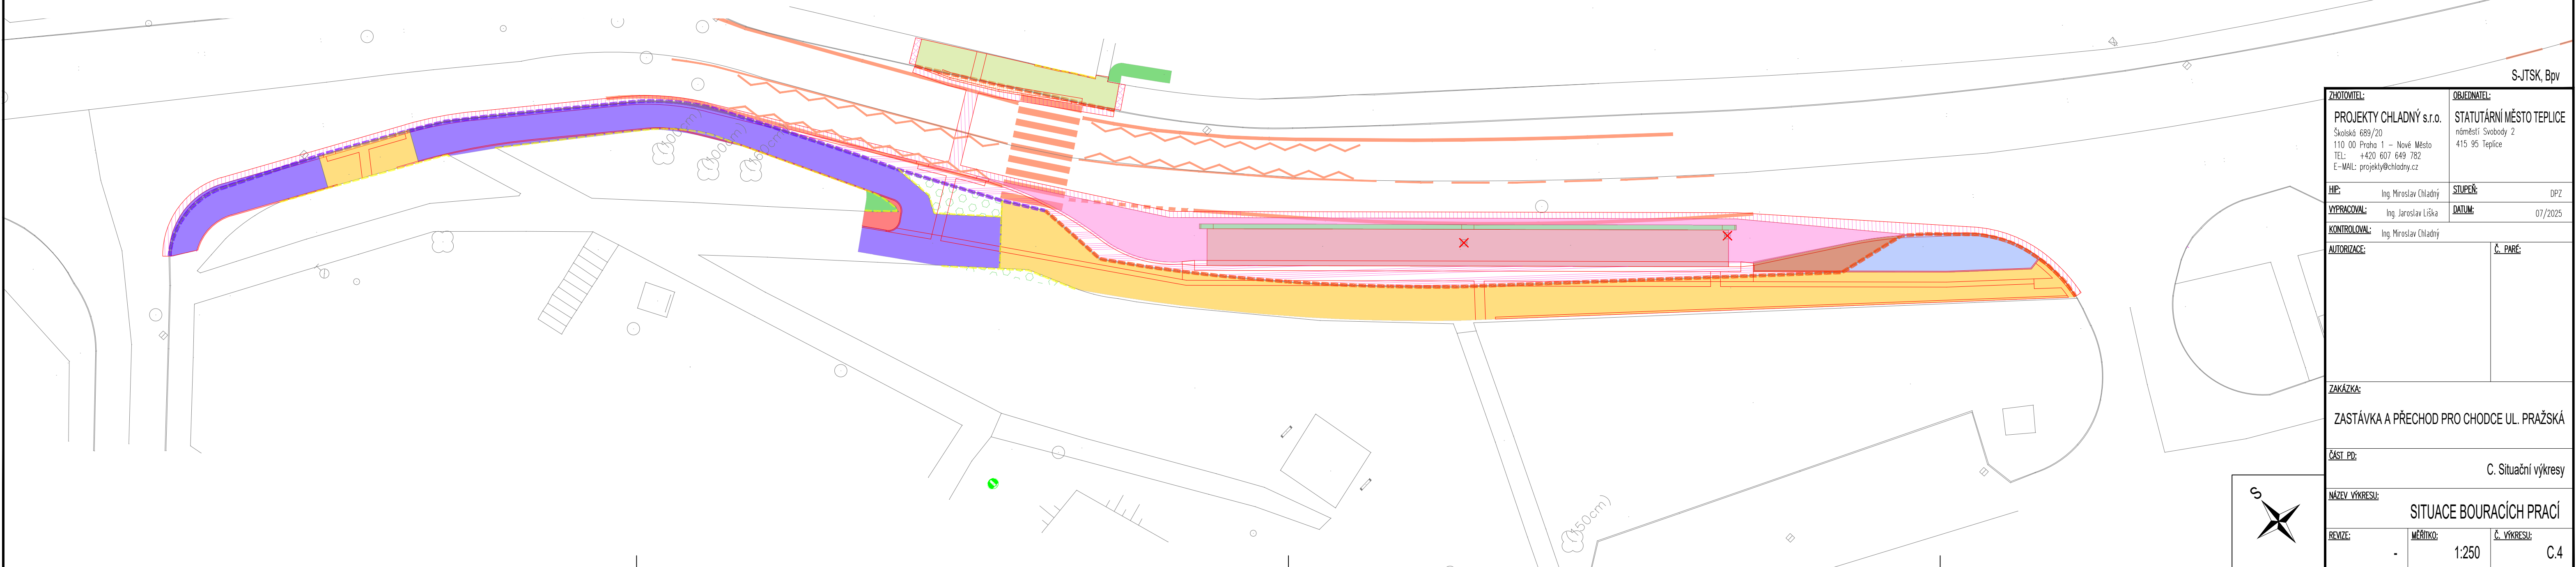 S-JTSK, Bpv
ZHOTOVITEL:
PROJEKTY CHLADNÝ s.r.o.
Školská 689/20
110 00 Praha 1 - Nové Město
TEL: +420 607 649 782
E-MAIL: projekty@chladny.cz
OBJEDNATEL:
STATUTÁRNÍ MĚSTO TEPLICE
náměstí Svobody 2
415 95 Teplice
HIP: Ing. Miroslav Chladný
STUPEŇ: DPZ
VYPRACOVAL: Ing. Jaroslav Liška
DATUM: 07/2025
KONTROLOVAL: Ing. Miroslav Chladný
AUTORIZACE:
Č. PARÉ:
ZAKÁZKA:
ZASTÁVKA A PŘECHOD PRO CHODCE UL. PRAŽSKÁ
ČÁST PD:
C. Situační výkresy
NÁZEV VÝKRESU:
SITUACE BOURACÍCH PRACÍ
REVIZE: -
MĚŘÍTKO: 1:250
Č. VÝKRESU: C.4
S